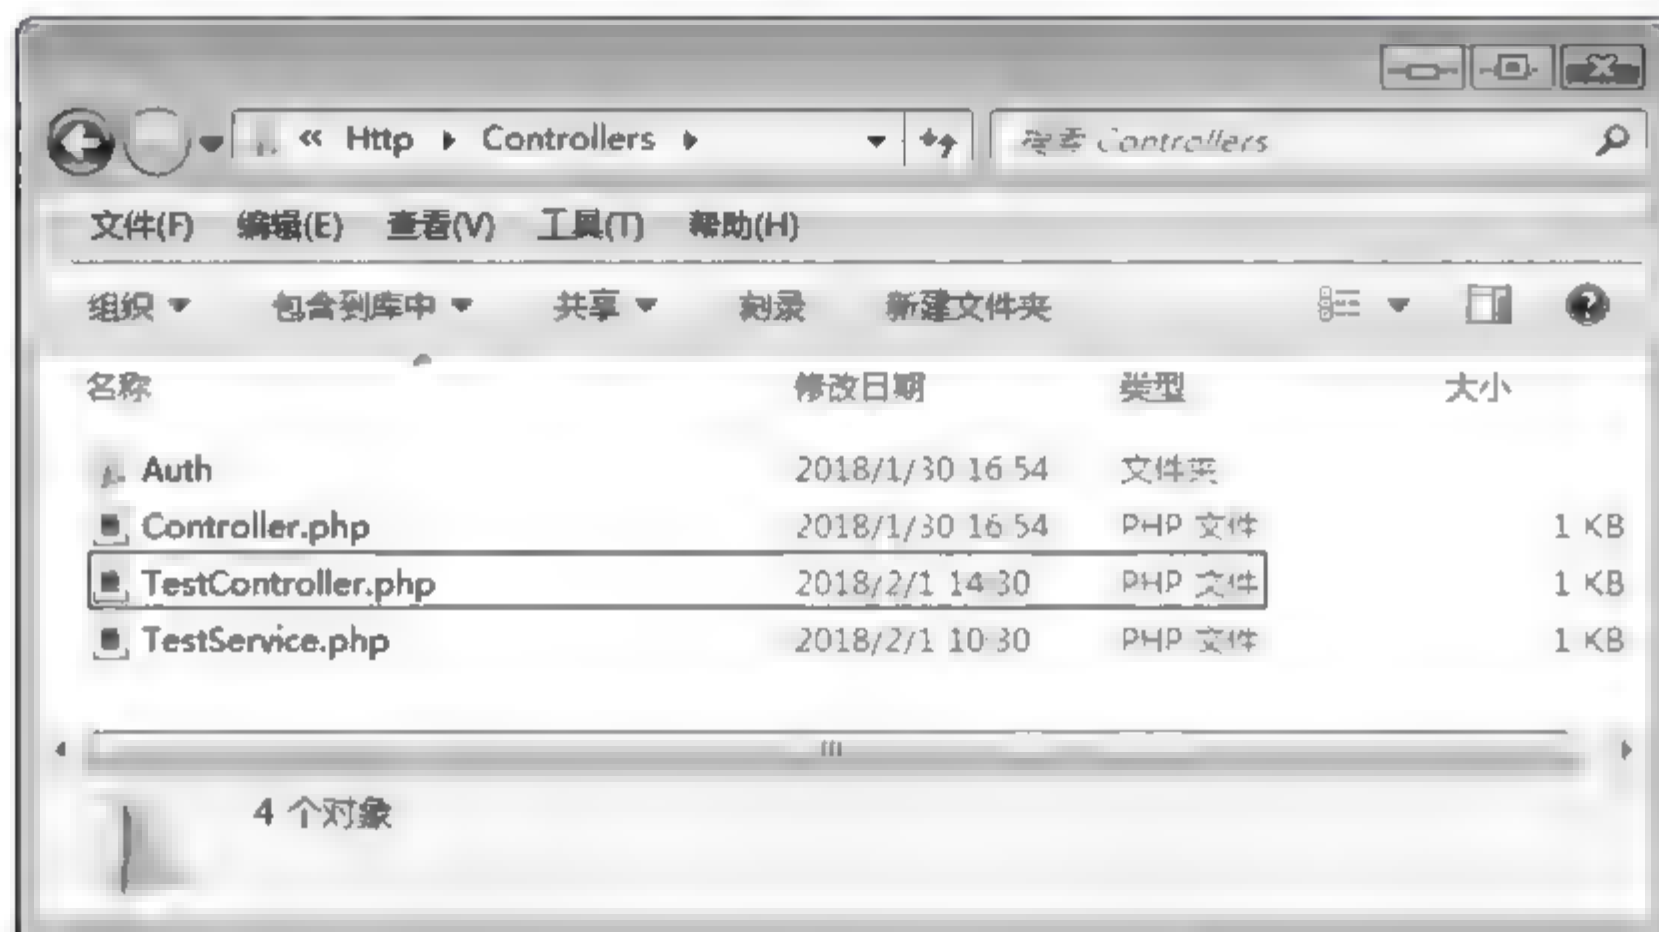 « Http ▸ Controllers ▸ Controllers
文件(F) 编辑(E) 查看(V) 工具(T) 帮助(H)
组织 包含到库中 共享 刻录 新建文件夹
名称 修改日期 类型 大小
Auth 2018/1/30 16:54 文件夹
Controller.php 2018/1/30 16:54 PHP 文件 1 KB
TestController.php 2018/2/1 14:30 PHP 文件 1 KB
TestService.php 2018/2/1 10:30 PHP 文件 1 KB
4 个对象